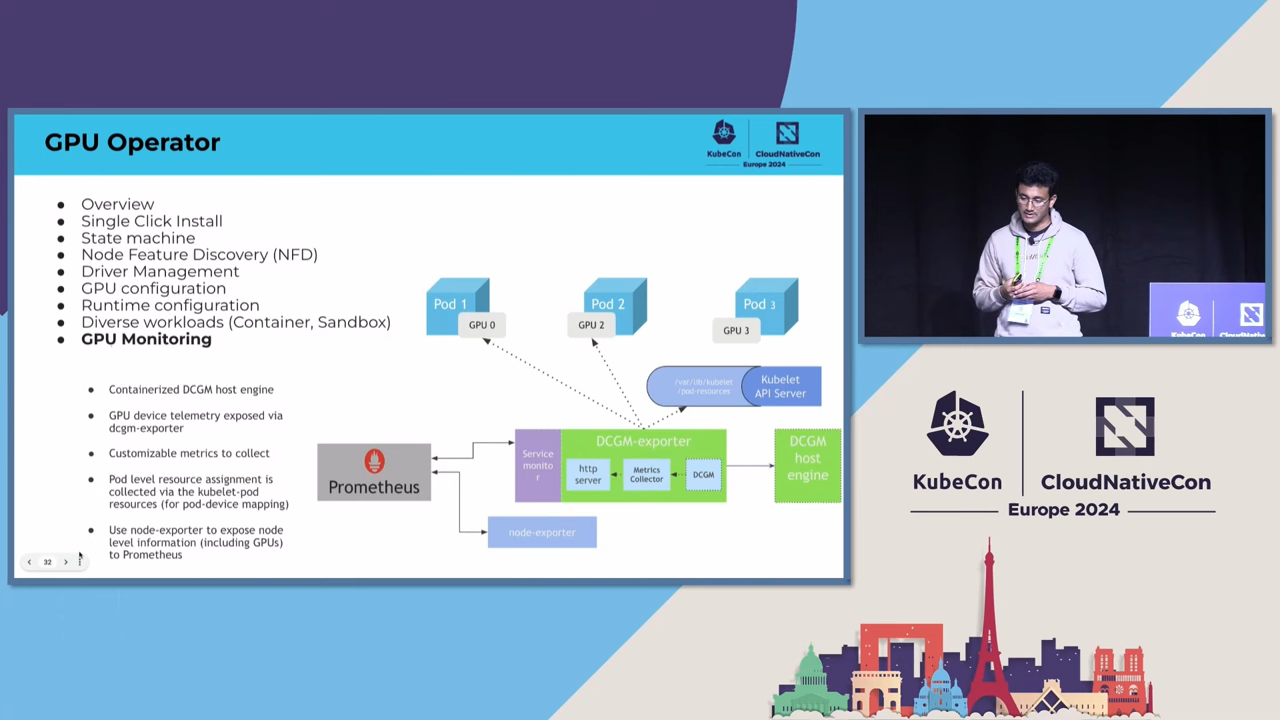 GPU Operator
KubeCon
CloudNativeCon
Europe 2024
Overview
Single Click Install
State machine
Node Feature Discovery (NFD)
Driver Management
GPU configuration
Runtime configuration
Diverse workloads (Container, Sandbox)
GPU Monitoring
Containerized DCGM host engine
GPU device telemetry exposed via
dcgm-exporter
Customizable metrics to collect
Pod level resource assignment is
collected via the kubelet-pod
resources (for pod-device mapping)
Use node-exporter to expose node
level information (including GPUs)
to Prometheus
32
Pod 1
GPU 0
Pod 2
GPU 2
Pod 3
GPU 3
/var/lib/kubelet
/pod-resources
Kubelet
API Server
Prometheus
Service
monito
r
DCGM-exporter
http
server
Metrics
Collector
DCGM
DCGM
host
engine
node-exporter
KubeCon
CloudNativeCon
Europe 2024